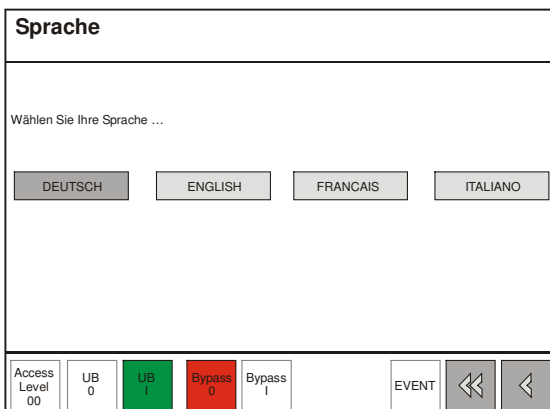 Sprache
Wählen Sie Ihre Sprache ...
DEUTSCH
ENGLISH
FRANCAIS
ITALIANO
Access
Level
00
UB
0
UB
I
Bypass
0
Bypass
I
EVENT